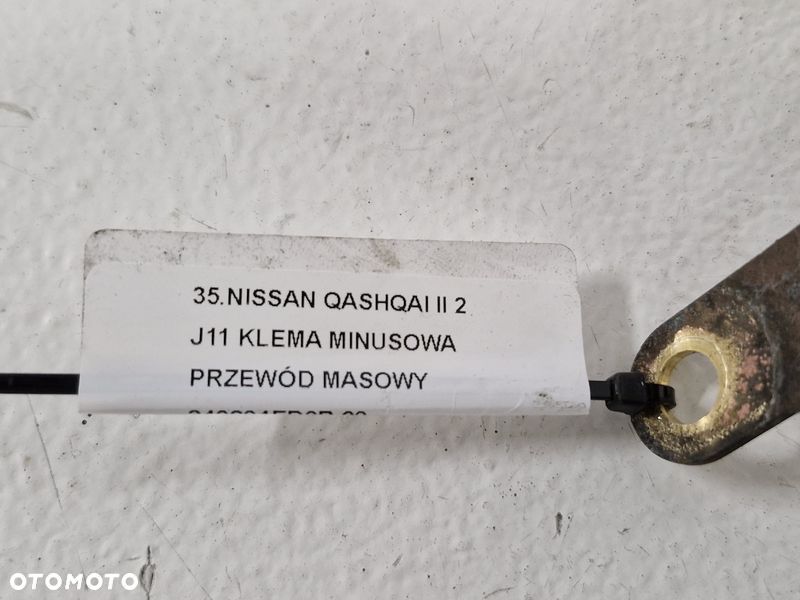 35.NISSAN QASHQAI II 2
J11 KLEMA MINUSOWA
PRZEWÓD MASOWY
OTOMOTO